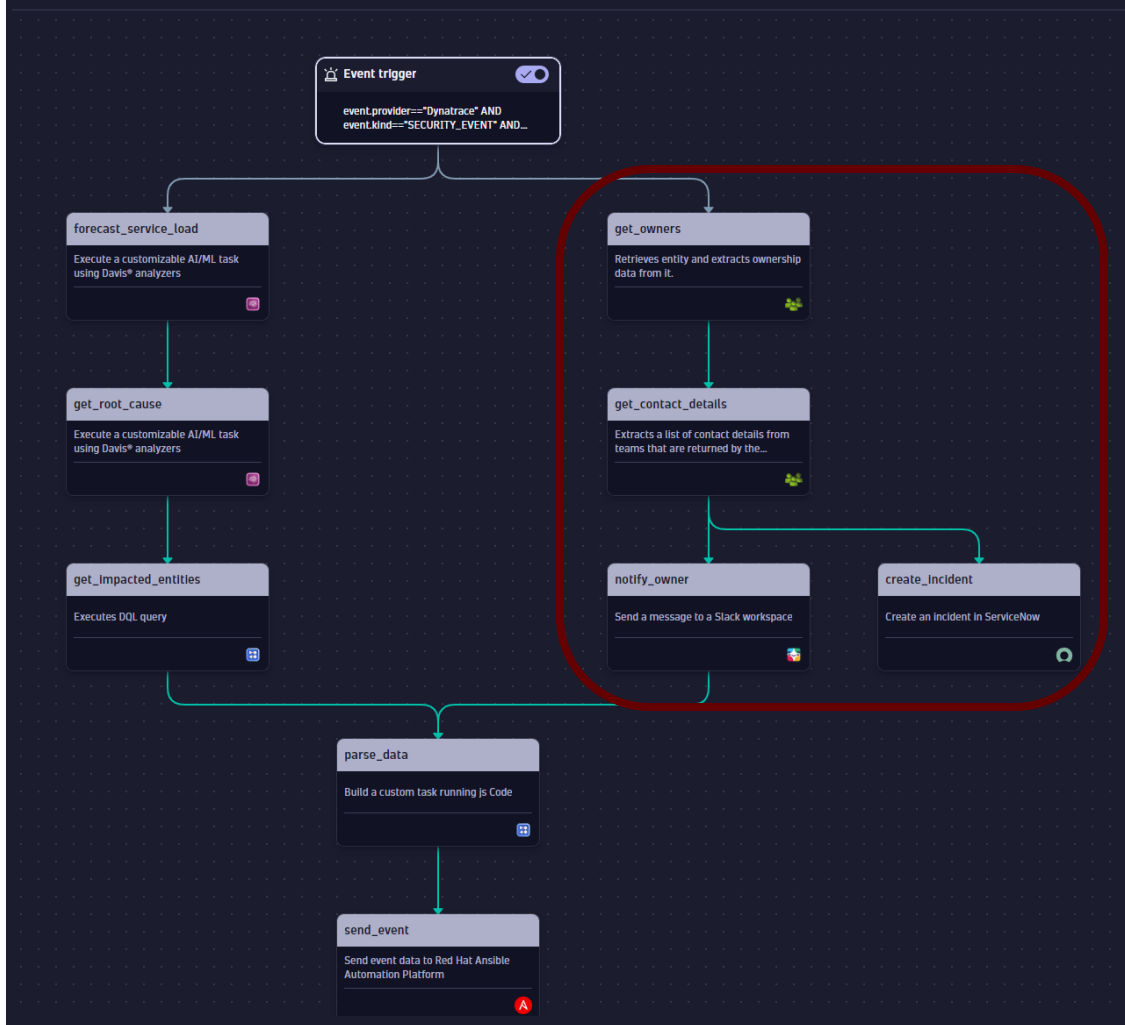 Event trigger
event.provider=="Dynatrace" AND
event.kind=="SECURITY_EVENT" AND...
forecast_service_load
Execute a customizable AI/ML task
using Davis® analyzers
get_owners
Retrieves entity and extracts ownership
data from it.
get_root_cause
Execute a customizable AI/ML task
using Davis® analyzers
get_contact_details
Extracts a list of contact details from
teams that are returned by the...
get_impacted_entities
Executes DQL query
notify_owner
Send a message to a Slack workspace
create_incident
Create an incident in ServiceNow
parse_data
Build a custom task running js Code
send_event
Send event data to Red Hat Ansible
Automation Platform
A